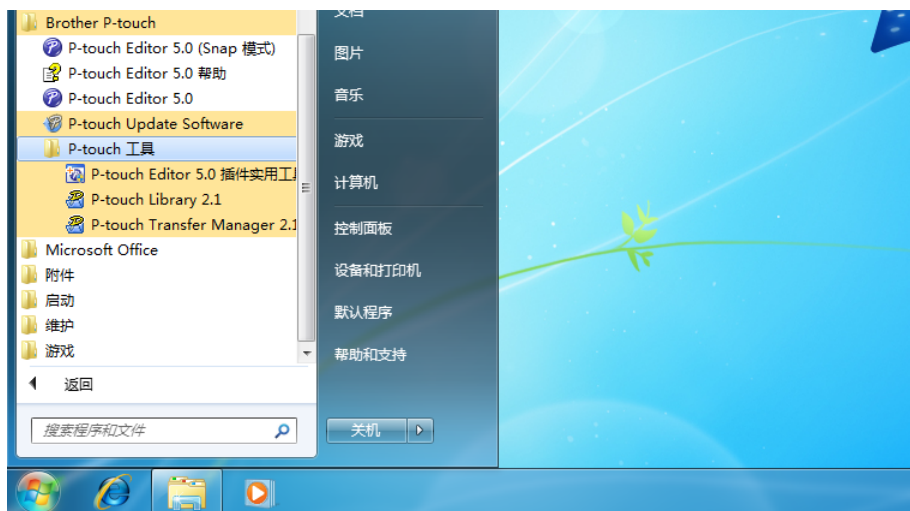 Brother P-touch
P-touch Editor 5.0 (Snap 模式)
P-touch Editor 5.0 帮助
P-touch Editor 5.0
P-touch Update Software
P-touch 工具
P-touch Editor 5.0 插件实用工具
P-touch Library 2.1
P-touch Transfer Manager 2.1
Microsoft Office
附件
启动
维护
游戏
返回
搜索程序和文件
文档
图片
音乐
游戏
计算机
控制面板
设备和打印机
默认程序
帮助和支持
关机